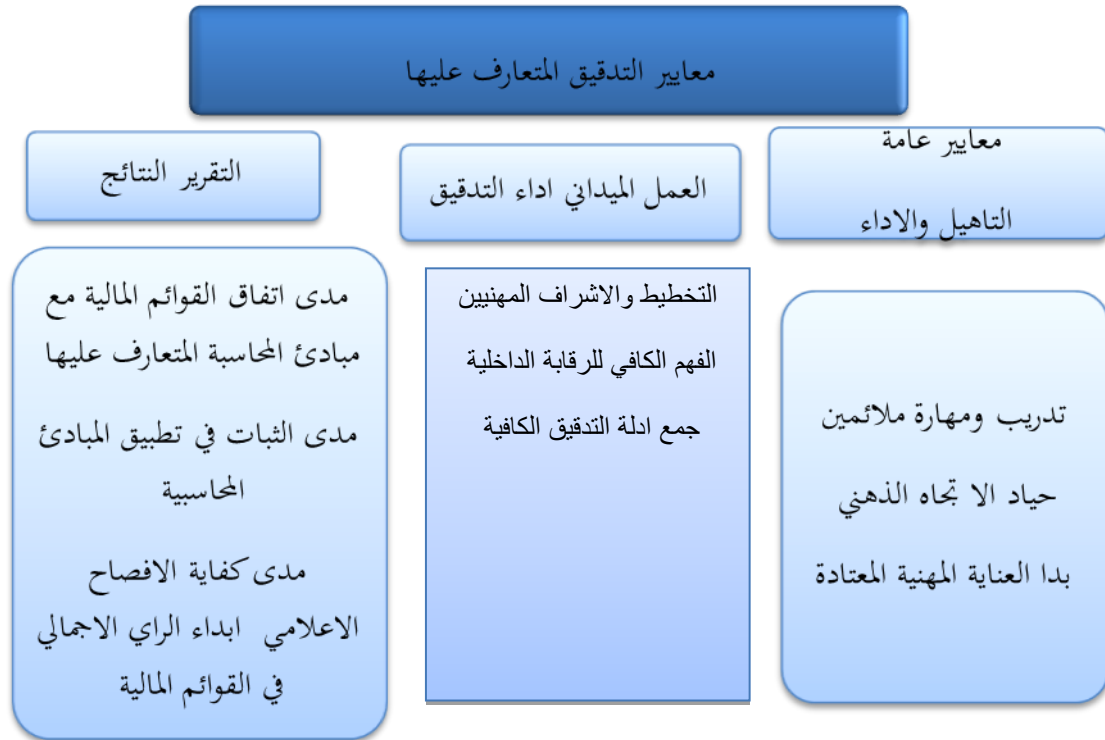 معايير التدقيق المتعارف عليها
معايير عامة
التاهيل والاداء
تدريب ومهارة ملائمين
حياد الا تجاه الذهني
بدا العناية المهنية المعتادة
العمل الميداني اداء التدقيق
التخطيط والاشراف المهنيين
الفهم الكافي للرقابة الداخلية
جمع ادلة التدقيق الكافية
التقرير النتائج
مدى اتفاق القوائم المالية مع
مبادئ المحاسبة المتعارف عليها
مدى الثبات في تطبيق المبادئ
المحاسبية
مدى كفاية الافصاح
الاعلامي ابداء الراي الاجمالي
في القوائم المالية